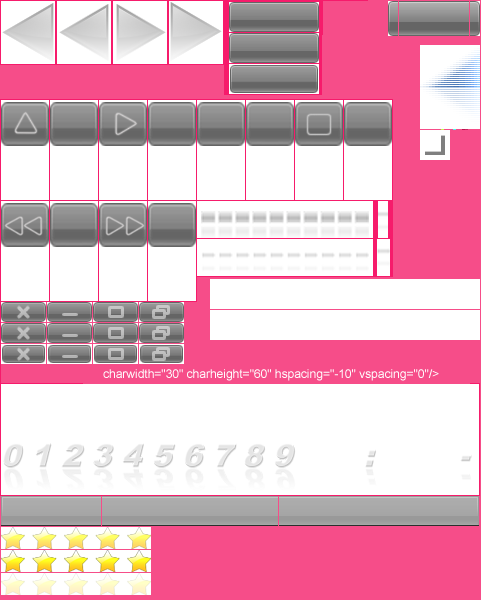 charwidth="30" charheight="60" hspacing="-10" vspacing="0"/>
0 1 2 3 4 5 6 7 8 9 : -